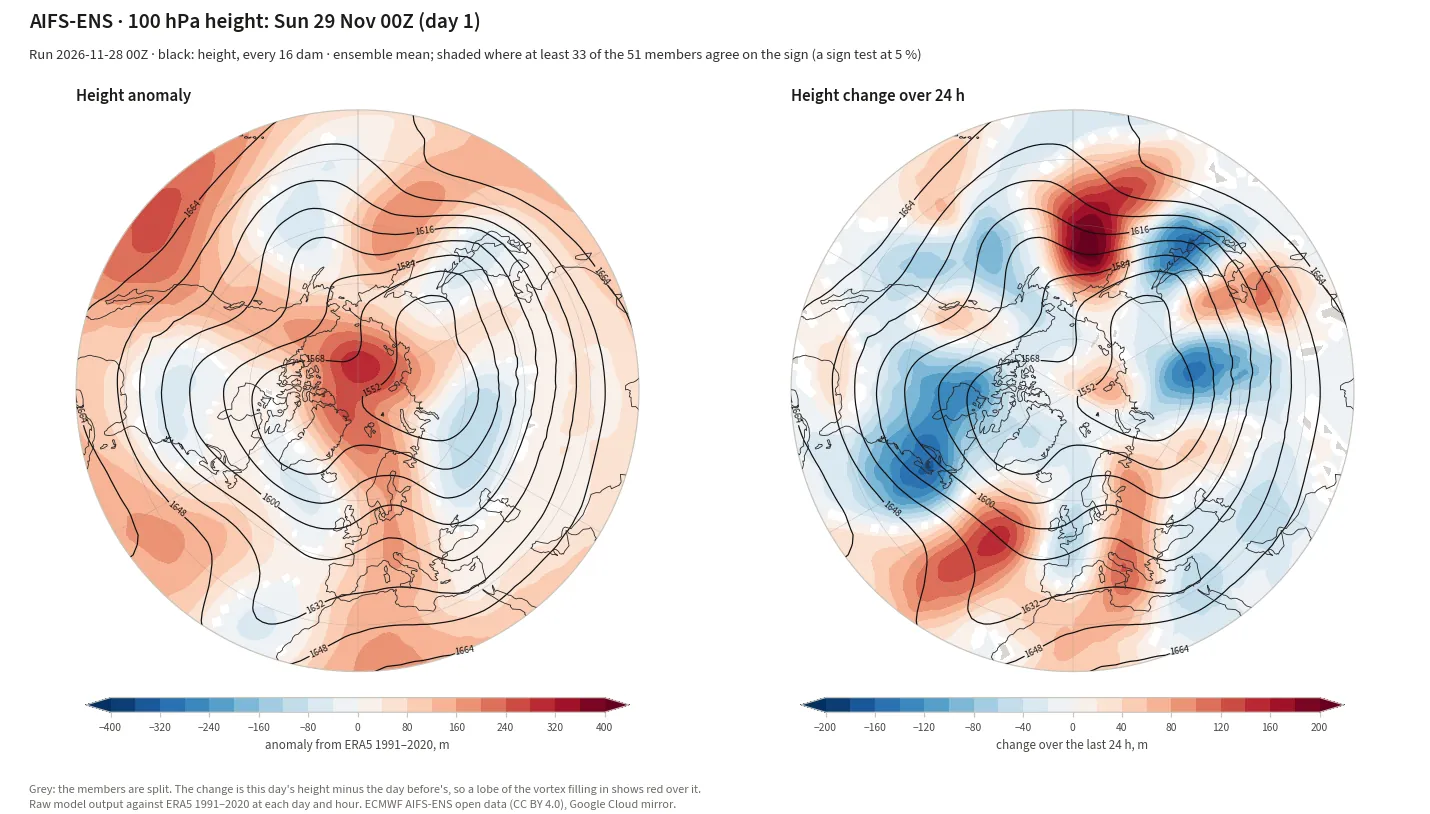 AIFS-ENS · 100 hPa height: Sun 29 Nov 00Z (day 1)
Run 2026-11-28 00Z · black: height, every 16 dam · ensemble mean; shaded where at least 33 of the 51 members agree on the sign (a sign test at 5 %)
Height anomaly
Height change over 24 h
1664
1616
1584
1664
1568
1552
1664
1600
1648
1632
1648
1664
1664
1616
1584
1664
1568
1552
1664
1600
1648
1632
1648
1664
−400 −320 −240 −160 −80 0 80 160 240 320 400
anomaly from ERA5 1991–2020, m
−200 −160 −120 −80 −40 0 40 80 120 160 200
change over the last 24 h, m
Grey: the members are split. The change is this day's height minus the day before's, so a lobe of the vortex filling in shows red over it.
Raw model output against ERA5 1991–2020 at each day and hour. ECMWF AIFS-ENS open data (CC BY 4.0), Google Cloud mirror.